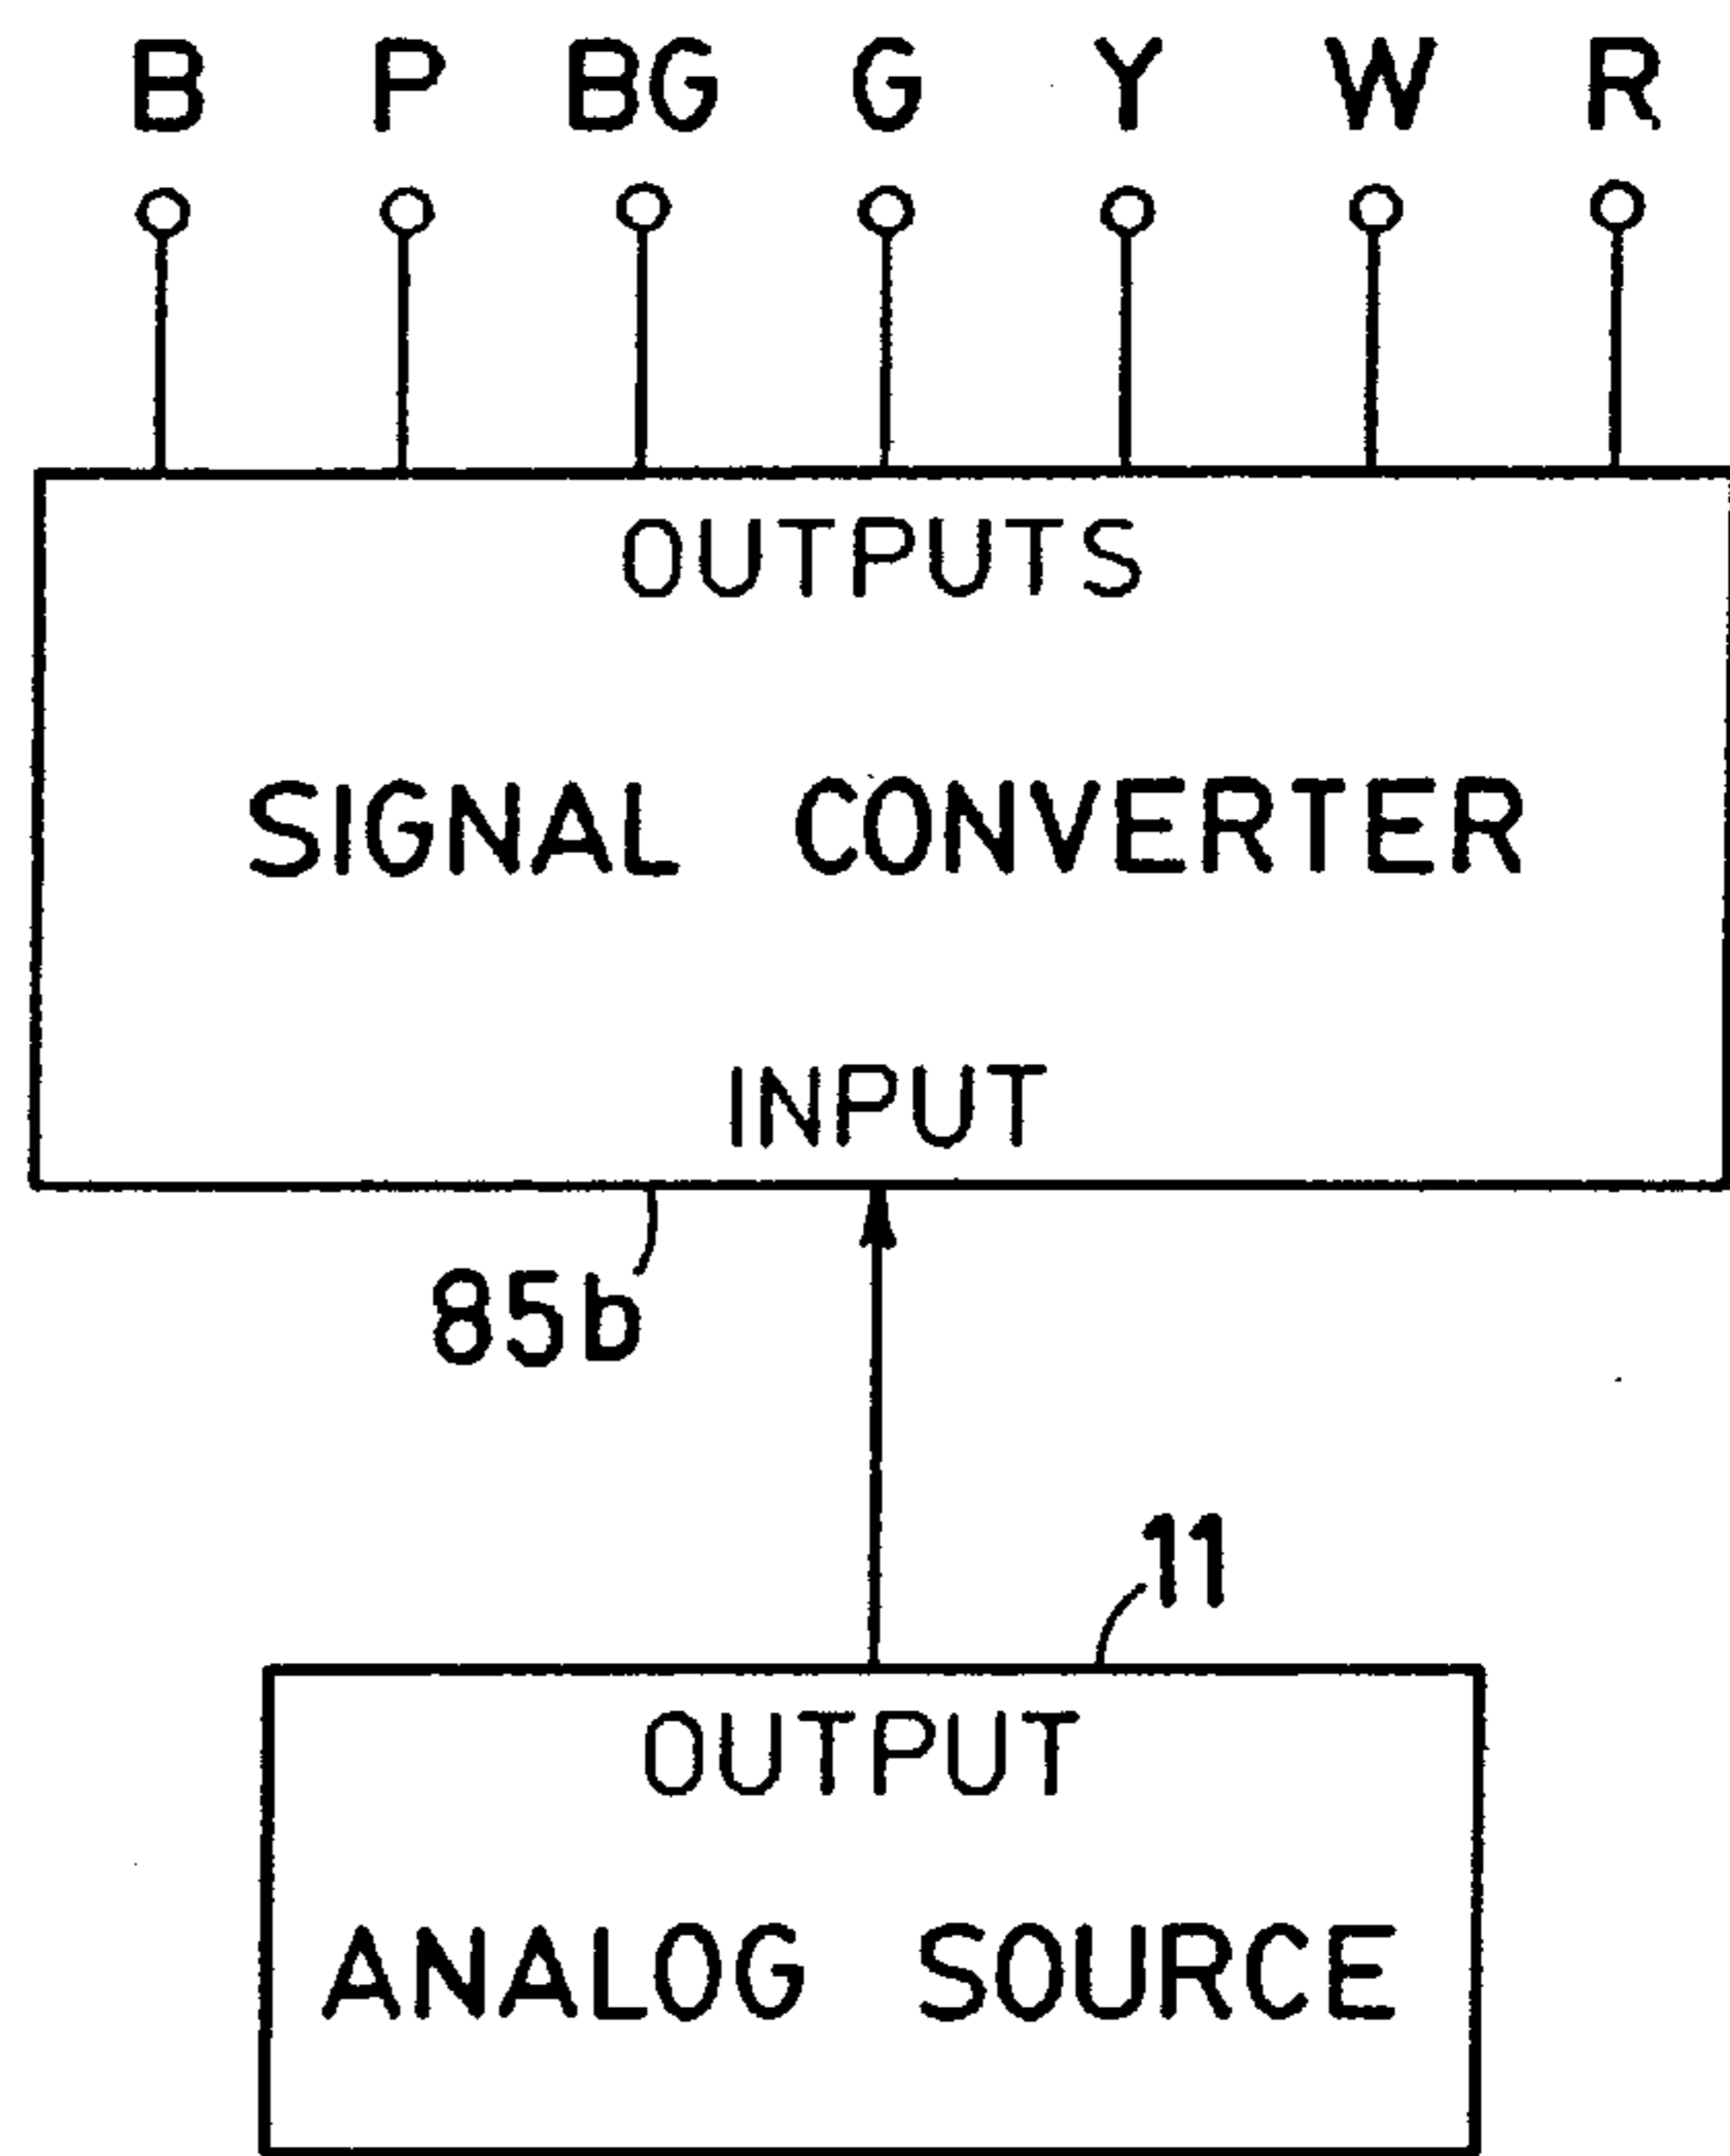 B P BG G Y W R
OUTPUTS
SIGNAL CONVERTER
INPUT
85b
11
OUTPUT
ANALOG SOURCE